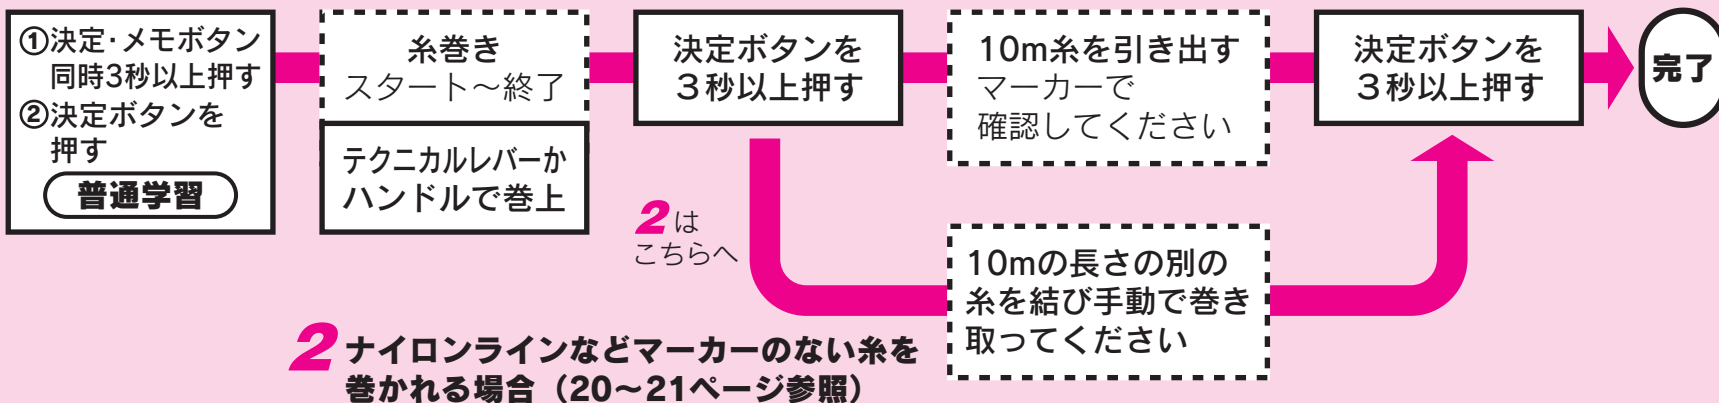 ①決定・メモボタン
同時3秒以上押す
②決定ボタンを
押す
普通学習
糸巻き
スタート～終了
テクニカルレバーか
ハンドルで巻上
決定ボタンを
3秒以上押す
10m糸を引き出す
マーカーで
確認してください
決定ボタンを
3秒以上押す
完了
2は
こちらへ
10mの長さの別の
糸を結び手動で巻き
取ってください
2 ナイロンラインなどマーカーのない糸を
巻かれる場合（20～21ページ参照）